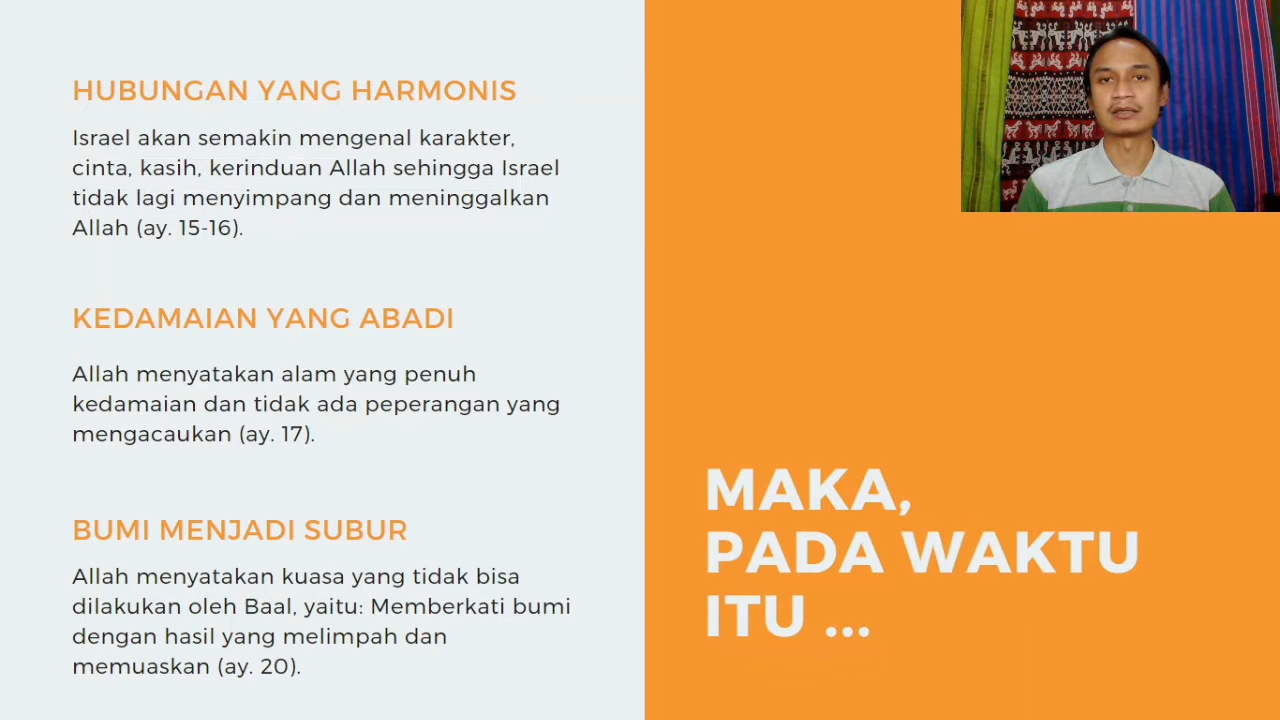 HUBUNGAN YANG HARMONIS
Israel akan semakin mengenal karakter,
cinta, kasih, kerinduan Allah sehingga Israel
tidak lagi menyimpang dan meninggalkan
Allah (ay. 15-16).
KEDAMAIAN YANG ABADI
Allah menyatakan alam yang penuh
kedamaian dan tidak ada peperangan yang
mengacaukan (ay. 17).
BUMI MENJADI SUBUR
Allah menyatakan kuasa yang tidak bisa
dilakukan oleh Baal, yaitu: Memberkati bumi
dengan hasil yang melimpah dan
memuaskan (ay. 20).
MAKA,
PADA WAKTU
ITU ...